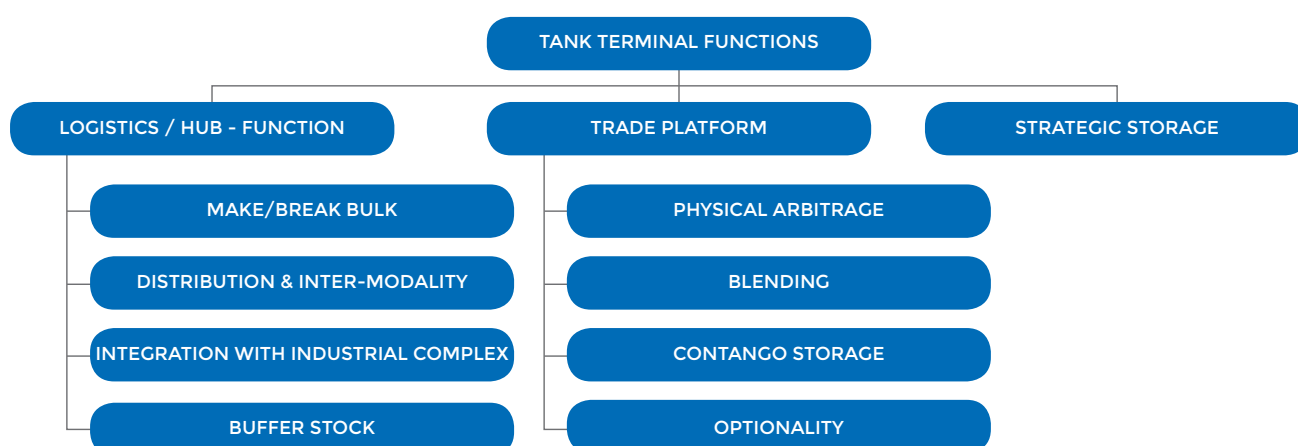 TANK TERMINAL FUNCTIONS
LOGISTICS / HUB - FUNCTION
TRADE PLATFORM
STRATEGIC STORAGE
MAKE/BREAK BULK
PHYSICAL ARBITRAGE
DISTRIBUTION & INTER-MODALITY
BLENDING
INTEGRATION WITH INDUSTRIAL COMPLEX
CONTANGO STORAGE
BUFFER STOCK
OPTIONALITY